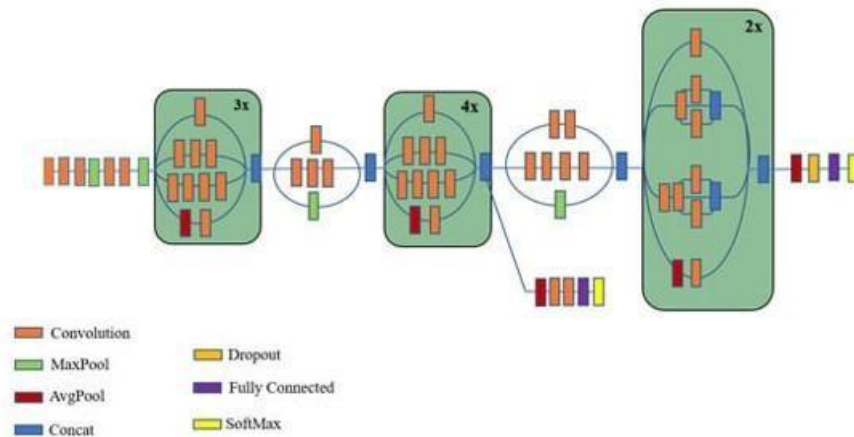 3x
4x
2x
Convolution
MaxPool
AvgPool
Concat
Dropout
Fully Connected
SoftMax